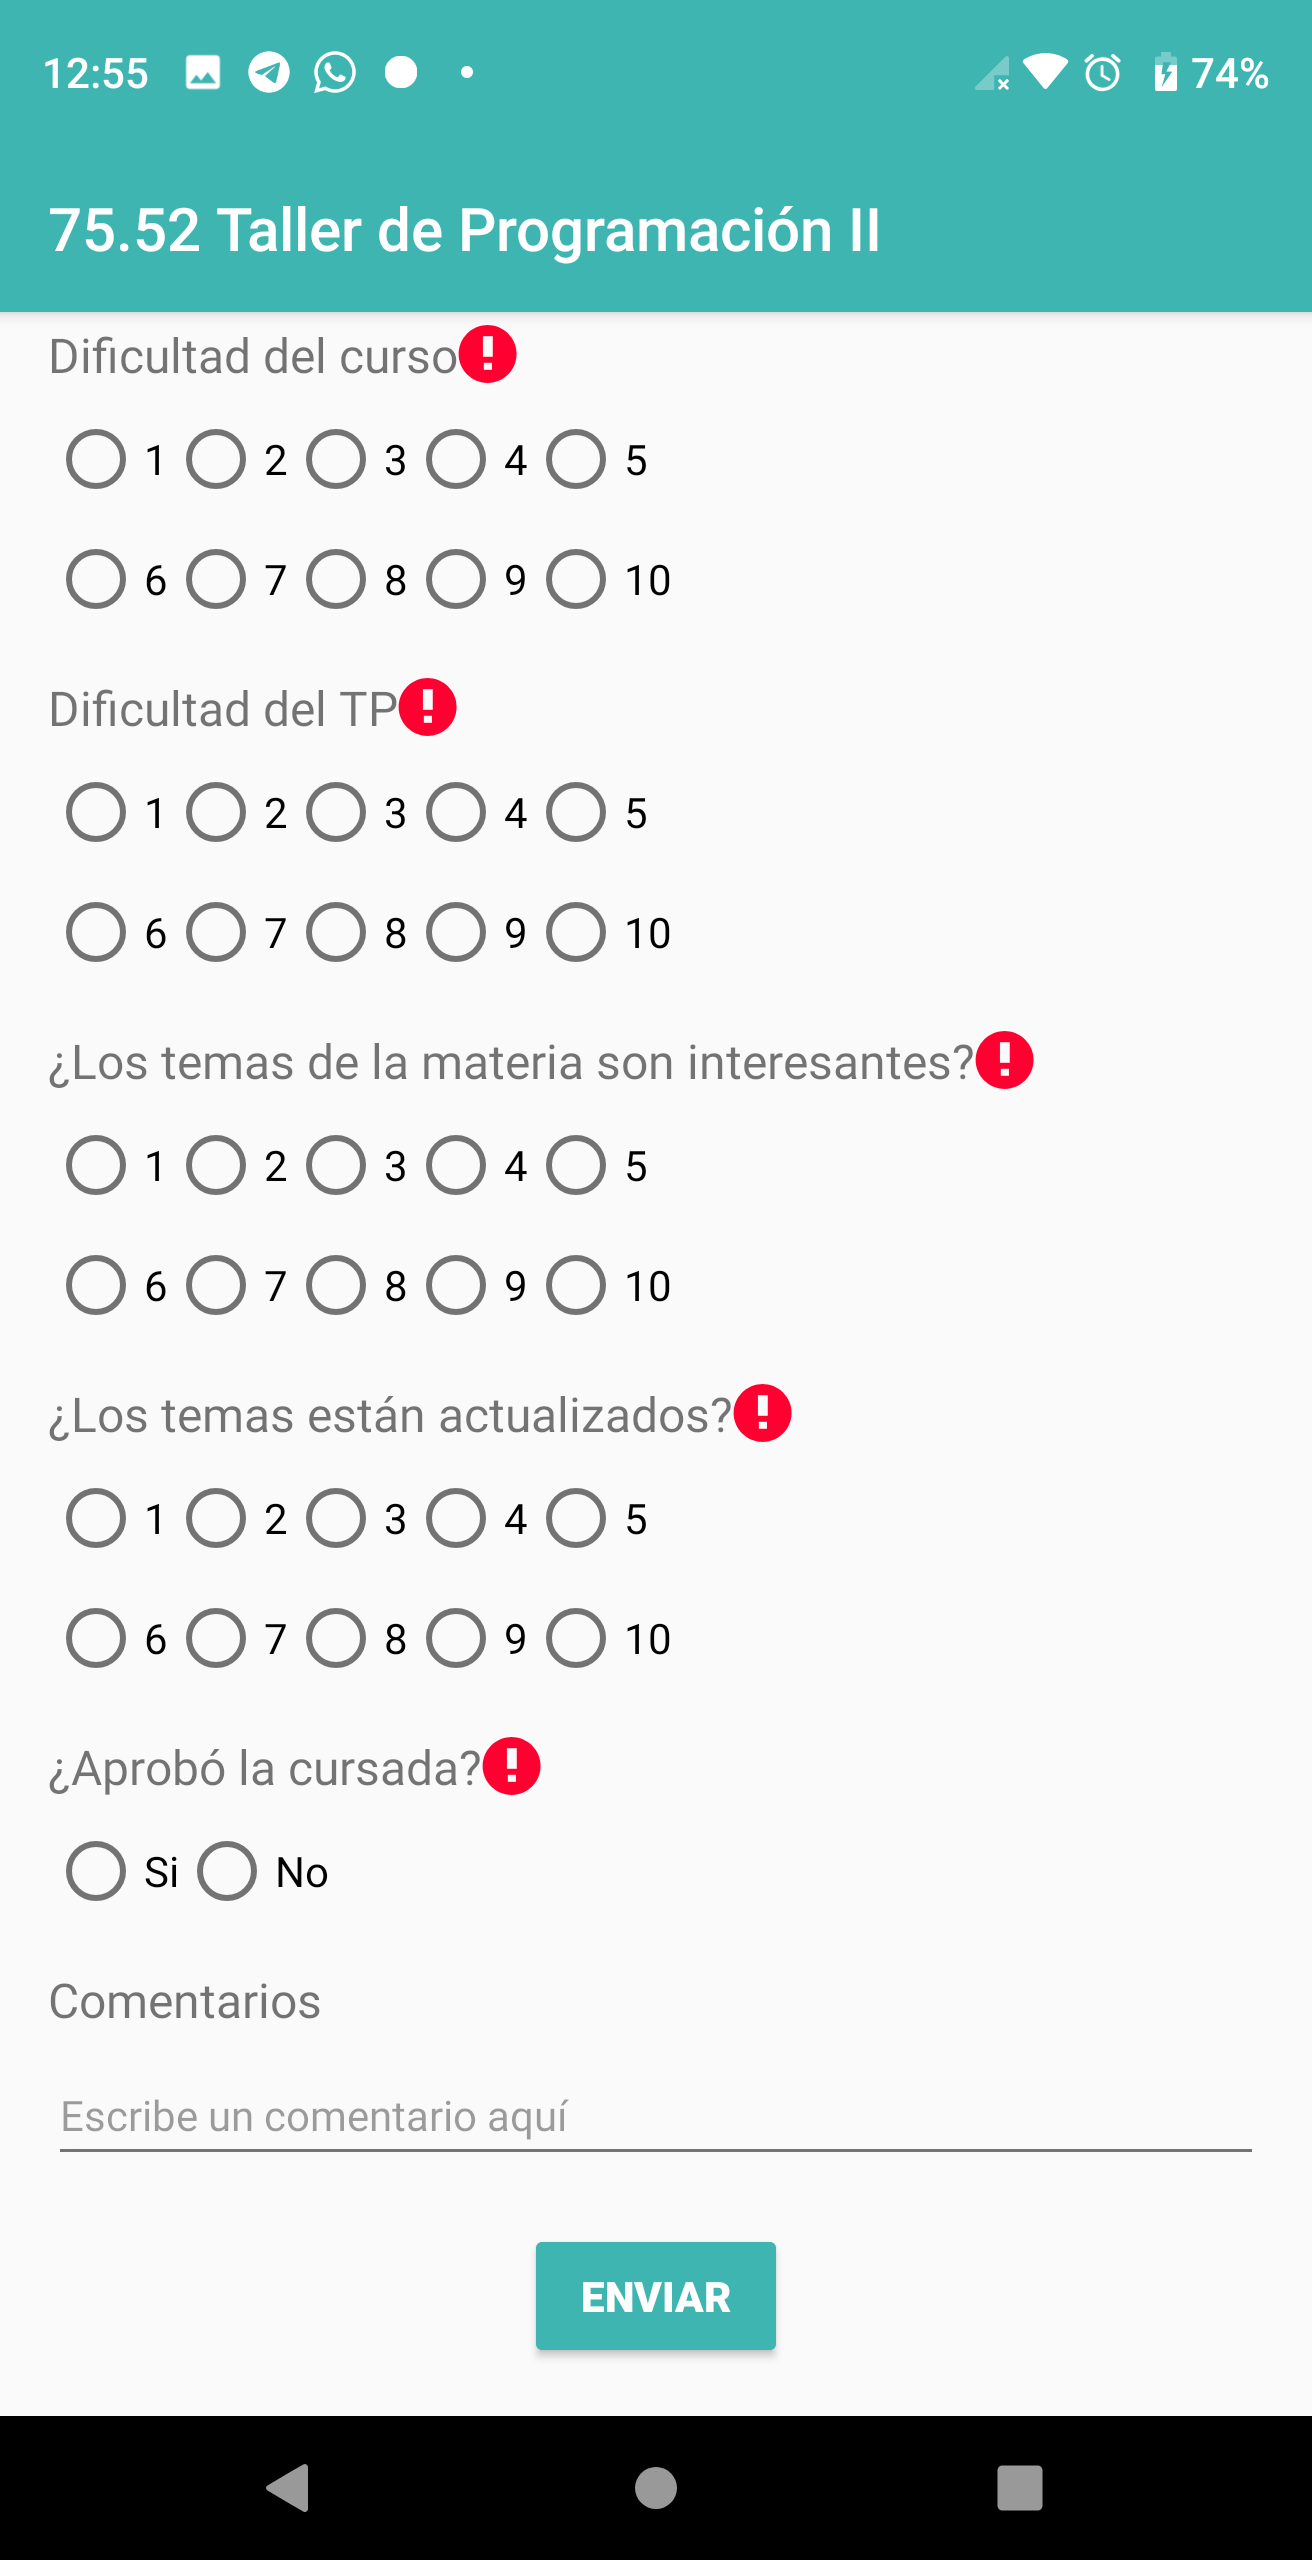 12:55 74%
75.52 Taller de Programación II
Dificultad del curso
1 2 3 4 5
6 7 8 9 10
Dificultad del TP
1 2 3 4 5
6 7 8 9 10
¿Los temas de la materia son interesantes?
1 2 3 4 5
6 7 8 9 10
¿Los temas están actualizados?
1 2 3 4 5
6 7 8 9 10
¿Aprobó la cursada?
Si No
Comentarios
Escribe un comentario aquí
ENVIAR